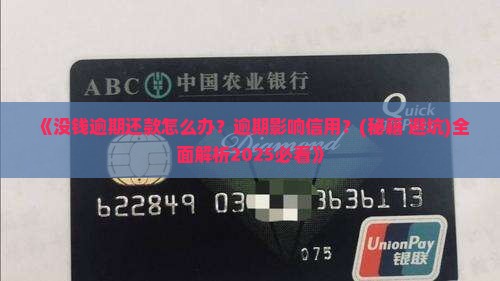 ABC 中国农业银行
Quick
《没钱逾期还款怎么办？逾期影响信用？(秘籍 避坑)全
面解析2025必看》
Diamond
622849 03 3636173
075
UnionPay
银联